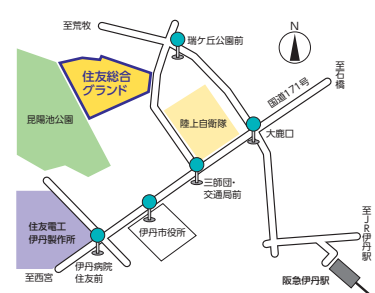 至荒牧
瑞ケ丘公園前
N
住友総合
グランド
至石橋
国道171号
昆陽池公園
陸上自衛隊
大鹿口
三師団・
交通局前
住友電工
伊丹製作所
伊丹市役所
至JR伊丹駅
伊丹病院
住友前
至西宮
阪急伊丹駅